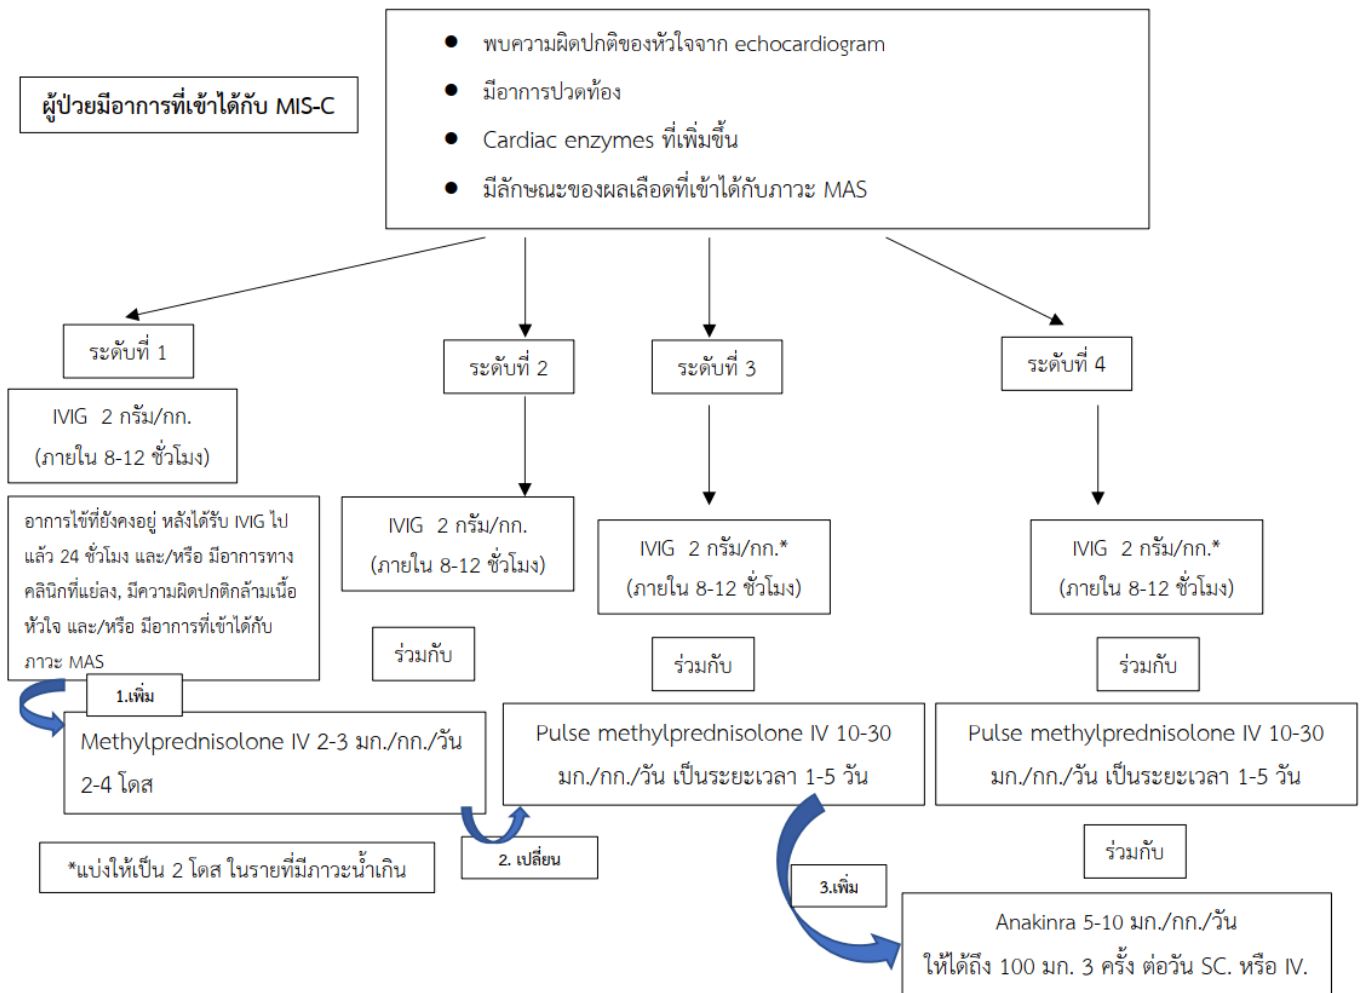 ผู้ป่วยมีอาการที่เข้าได้กับ MIS-C
● พบความผิดปกติของหัวใจจาก echocardiogram
● มีอาการปวดท้อง
● Cardiac enzymes ที่เพิ่มขึ้น
● มีลักษณะของผลเลือดที่เข้าได้กับภาวะ MAS
ระดับที่ 1
IVIG 2 กรัม/กก.
(ภายใน 8-12 ชั่วโมง)
อาการไข้ที่ยังคงอยู่ หลังได้รับ IVIG ไป
แล้ว 24 ชั่วโมง และ/หรือ มีอาการทาง
คลินิกที่แย่ลง, มีความผิดปกติกล้ามเนื้อ
หัวใจ และ/หรือ มีอาการที่เข้าได้กับ
ภาวะ MAS
1.เพิ่ม
Methylprednisolone IV 2-3 มก./กก./วัน
2-4 โดส
ระดับที่ 2
IVIG 2 กรัม/กก.
(ภายใน 8-12 ชั่วโมง)
ร่วมกับ
2. เปลี่ยน
ระดับที่ 3
IVIG 2 กรัม/กก.*
(ภายใน 8-12 ชั่วโมง)
ร่วมกับ
Pulse methylprednisolone IV 10-30
มก./กก./วัน เป็นระยะเวลา 1-5 วัน
3.เพิ่ม
ระดับที่ 4
IVIG 2 กรัม/กก.*
(ภายใน 8-12 ชั่วโมง)
ร่วมกับ
Pulse methylprednisolone IV 10-30
มก./กก./วัน เป็นระยะเวลา 1-5 วัน
ร่วมกับ
Anakinra 5-10 มก./กก./วัน
ให้ได้ถึง 100 มก. 3 ครั้ง ต่อวัน SC. หรือ IV.
*แบ่งให้เป็น 2 โดส ในรายที่มีภาวะน้ำเกิน